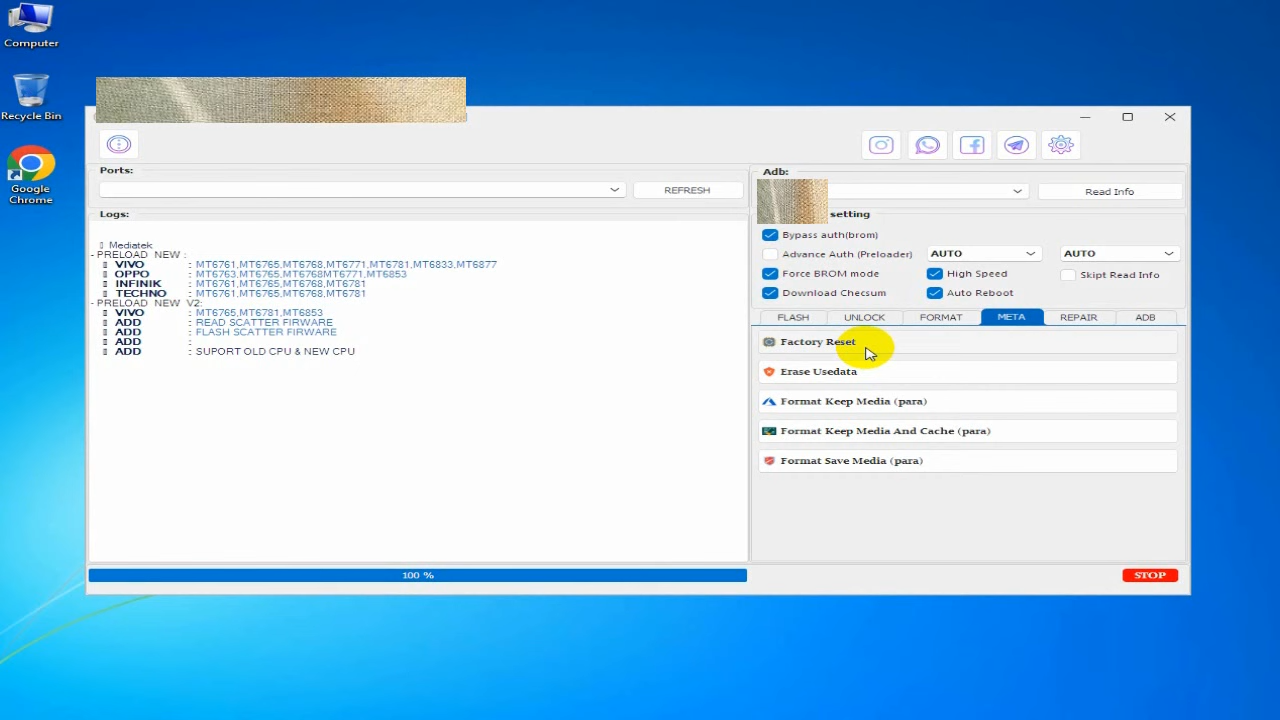 Computer
Recycle Bin
Google
Chrome
Ports:
REFRESH
Adb:
Read Info
Logs:
setting
Mediatek
- PRELOAD NEW :
VIVO : MT6761,MT6765,MT6768,MT6771,MT6781,MT6833,MT6877
OPPO : MT6763,MT6765,MT6768MT6771,MT6853
INFINIK : MT6761,MT6765,MT6768,MT6781
TECHNO : MT6761,MT6765,MT6768,MT6781
- PRELOAD NEW V2:
VIVO : MT6765,MT6781,MT6853
ADD : READ SCATTER FIRWARE
ADD : FLASH SCATTER FIRWARE
ADD :
ADD : SUPORT OLD CPU & NEW CPU
Bypass auth(brom)
Advance Auth (Preloader) AUTO AUTO
Force BROM mode High Speed Skipt Read Info
Download Checsum Auto Reboot
FLASH UNLOCK FORMAT META REPAIR ADB
Factory Reset
Erase Usedata
Format Keep Media (para)
Format Keep Media And Cache (para)
Format Save Media (para)
100 %
STOP